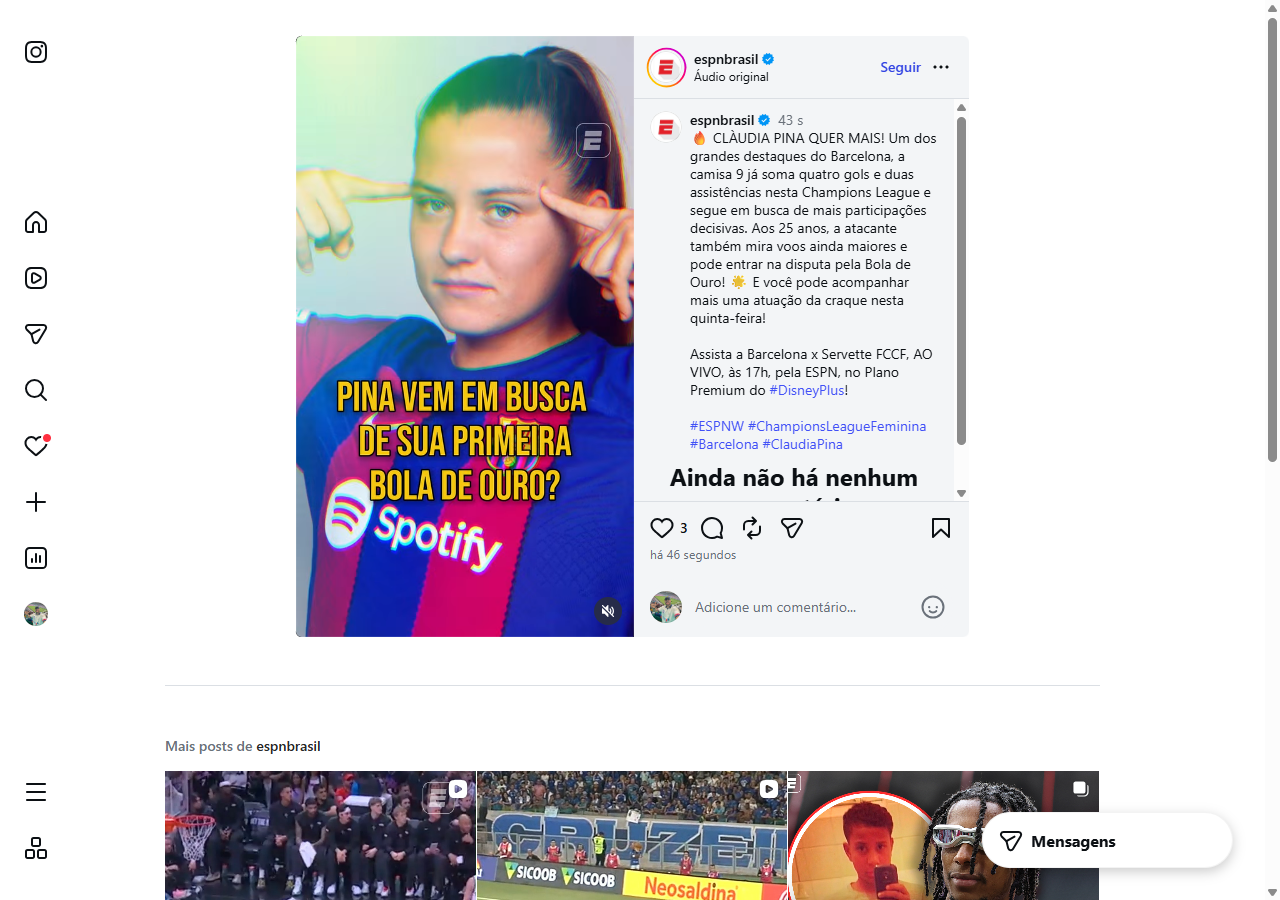 PINA VEM EM BUSCA
DE SUA PRIMEIRA
BOLA DE OURO?
Spotify
espnbrasil
Áudio original
Seguir
espnbrasil 43 s
🔥 CLÀUDIA PINA QUER MAIS! Um dos
grandes destaques do Barcelona, a
camisa 9 já soma quatro gols e duas
assistências nesta Champions League e
segue em busca de mais participações
decisivas. Aos 25 anos, a atacante
também mira voos ainda maiores e
pode entrar na disputa pela Bola de
Ouro! 🌟 E você pode acompanhar
mais uma atuação da craque nesta
quinta-feira!
Assista a Barcelona x Servette FCCF, AO
VIVO, às 17h, pela ESPN, no Plano
Premium do #DisneyPlus!
#ESPNW #ChampionsLeagueFeminina
#Barcelona #ClaudiaPina
Ainda não há nenhum
3
há 46 segundos
Adicione um comentário...
Mais posts de espnbrasil
CRUZEI
SICOOB
SICOOB
Neosaldina
Mensagens